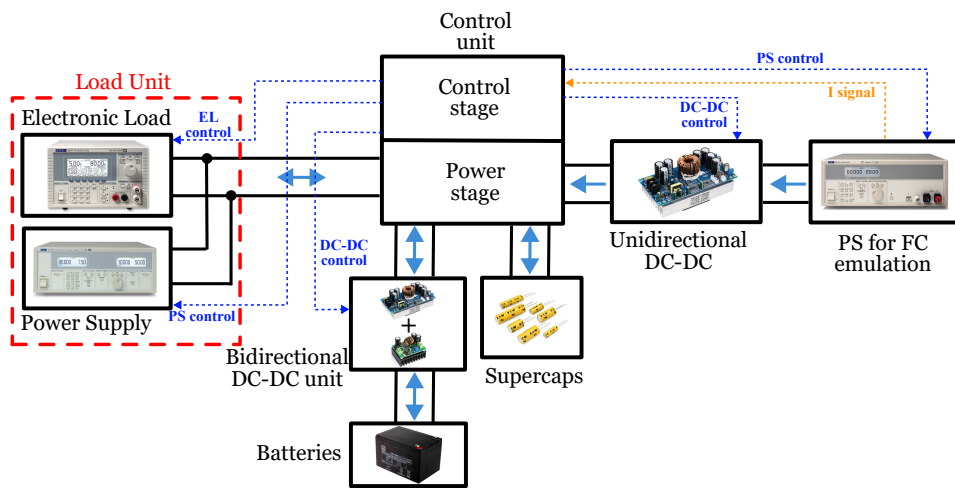 Control
unit
Load Unit
PS control
Control
stage
I signal
Electronic Load
EL
control
DC-DC
control
Power
stage
DC-DC
control
Unidirectional
DC-DC
PS for FC
emulation
Power Supply
PS control
+
Bidirectional
DC-DC unit
Supercaps
Batteries